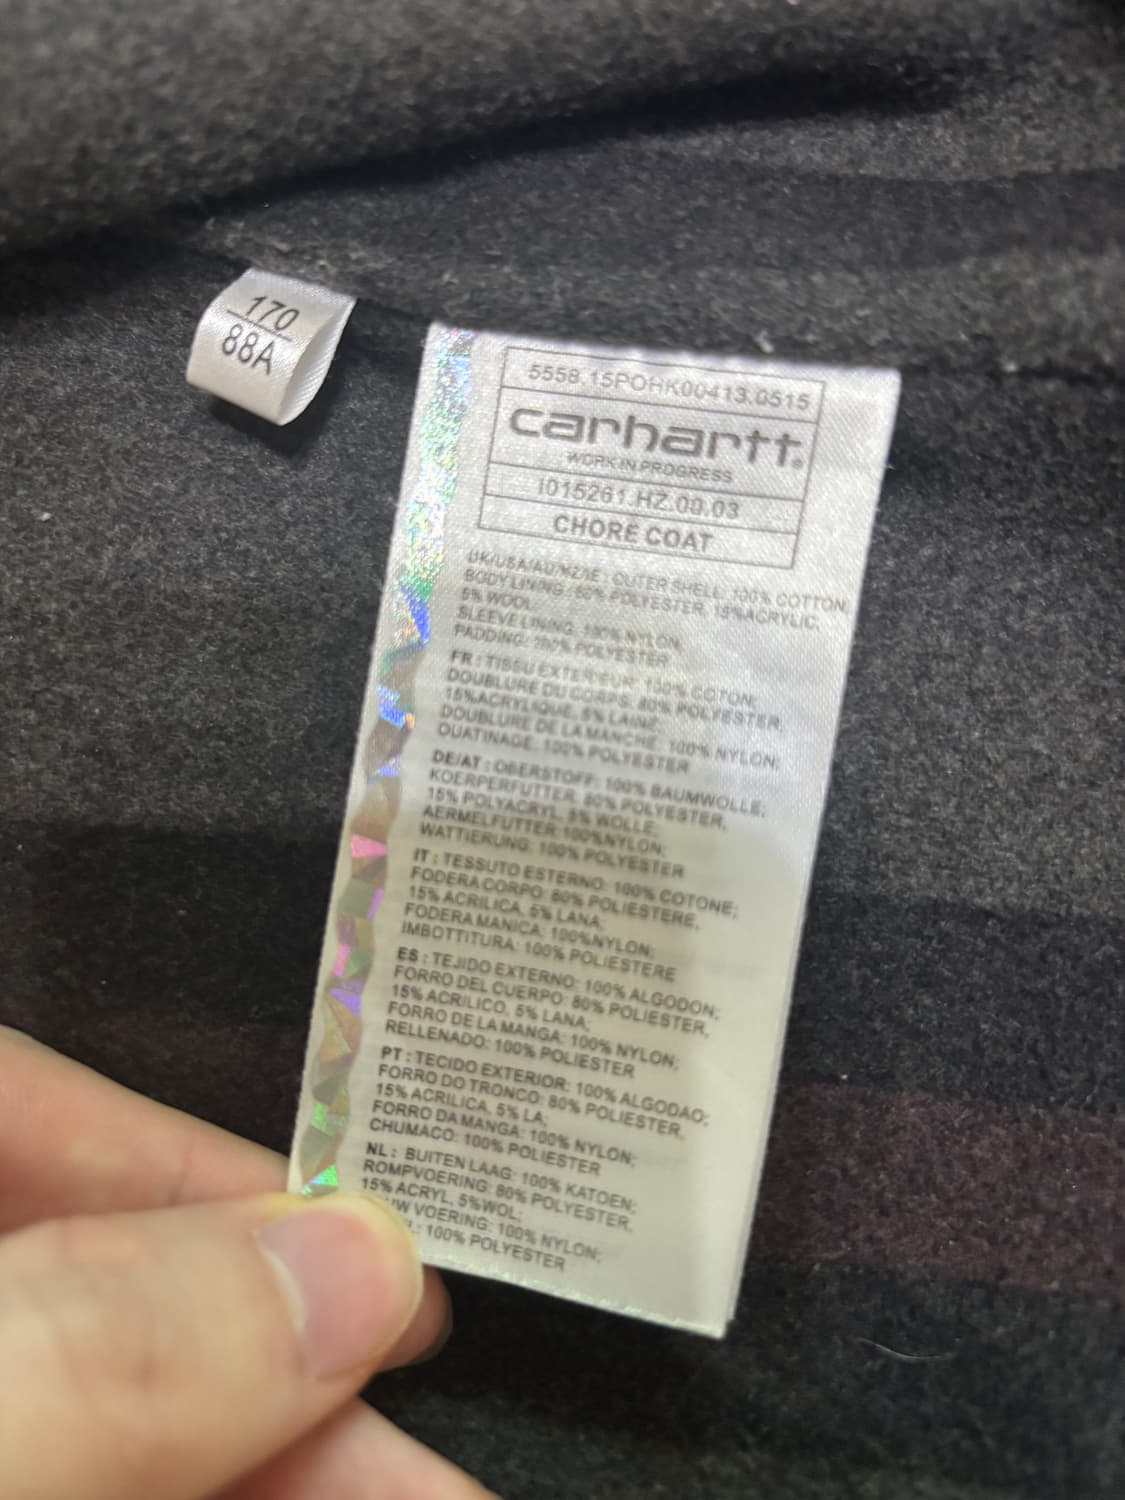 170
88A
5558.15POHK00413.0515
carhartt.
WORK IN PROGRESS
I015261.HZ.00.03
CHORE COAT
UK/USA/AU/NZ/IE : OUTER SHELL: 100% COTTON,
BODY LINING : 80% POLYESTER, 15%ACRYLIC,
5% WOOL,
SLEEVE LINING: 100% NYLON,
PADDING: 100% POLYESTER
FR : TISSU EXTERIEUR: 100% COTON;
DOUBLURE DU CORPS: 80% POLYESTER,
15%ACRYLIQUE, 5% LAINE;
DOUBLURE DE LA MANCHE: 100% NYLON;
OUATINAGE: 100% POLYESTER
DE/AT : OBERSTOFF: 100% BAUMWOLLE,
KOERPERFUTTER: 80% POLYESTER,
15% POLYACRYL, 5% WOLLE;
AERMELFUTTER:100%NYLON;
WATTIERUNG: 100% POLYESTER
IT : TESSUTO ESTERNO: 100% COTONE;
FODERA CORPO: 80% POLIESTERE,
15% ACRILICA, 5% LANA;
FODERA MANICA: 100%NYLON;
IMBOTTITURA: 100% POLIESTERE
ES : TEJIDO EXTERNO: 100% ALGODON;
FORRO DEL CUERPO: 80% POLIESTER,
15% ACRILICO, 5% LANA;
FORRO DE LA MANGA: 100% NYLON;
RELLENADO: 100% POLIESTER
PT : TECIDO EXTERIOR: 100% ALGODAO;
FORRO DO TRONCO: 80% POLIESTER,
15% ACRILICA, 5% LA;
FORRO DA MANGA: 100% NYLON;
CHUMACO: 100% POLIESTER
NL : BUITEN LAAG: 100% KATOEN;
ROMPVOERING: 80% POLYESTER,
15% ACRYL, 5%WOL;
VOERING: 100% NYLON;
100% POLYESTER